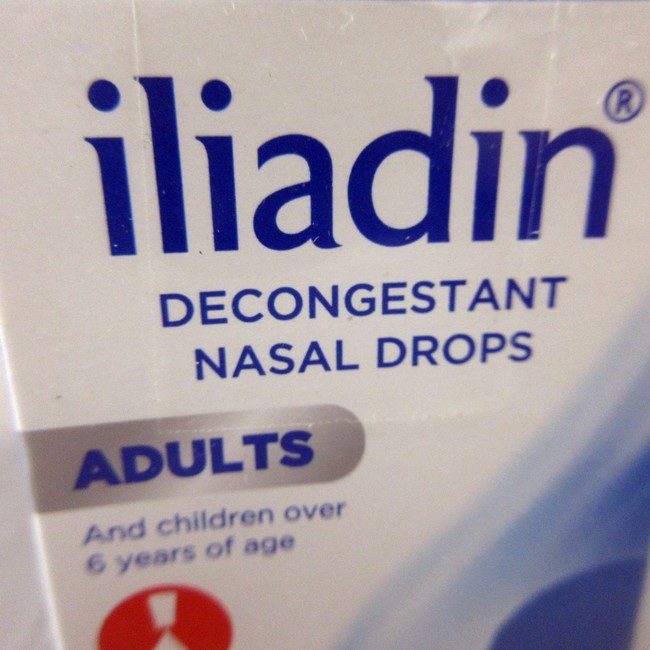 iliadin®
DECONGESTANT
NASAL DROPS
ADULTS
And children over
6 years of age